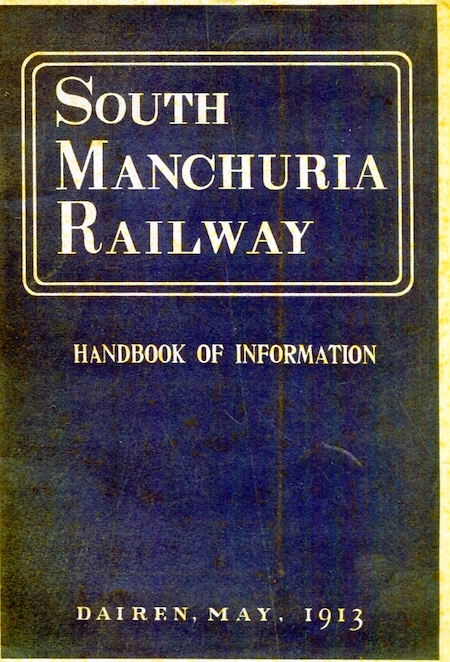 SOUTH
MANCHURIA
RAILWAY
HANDBOOK OF INFORMATION
DAIREN, MAY, 1913